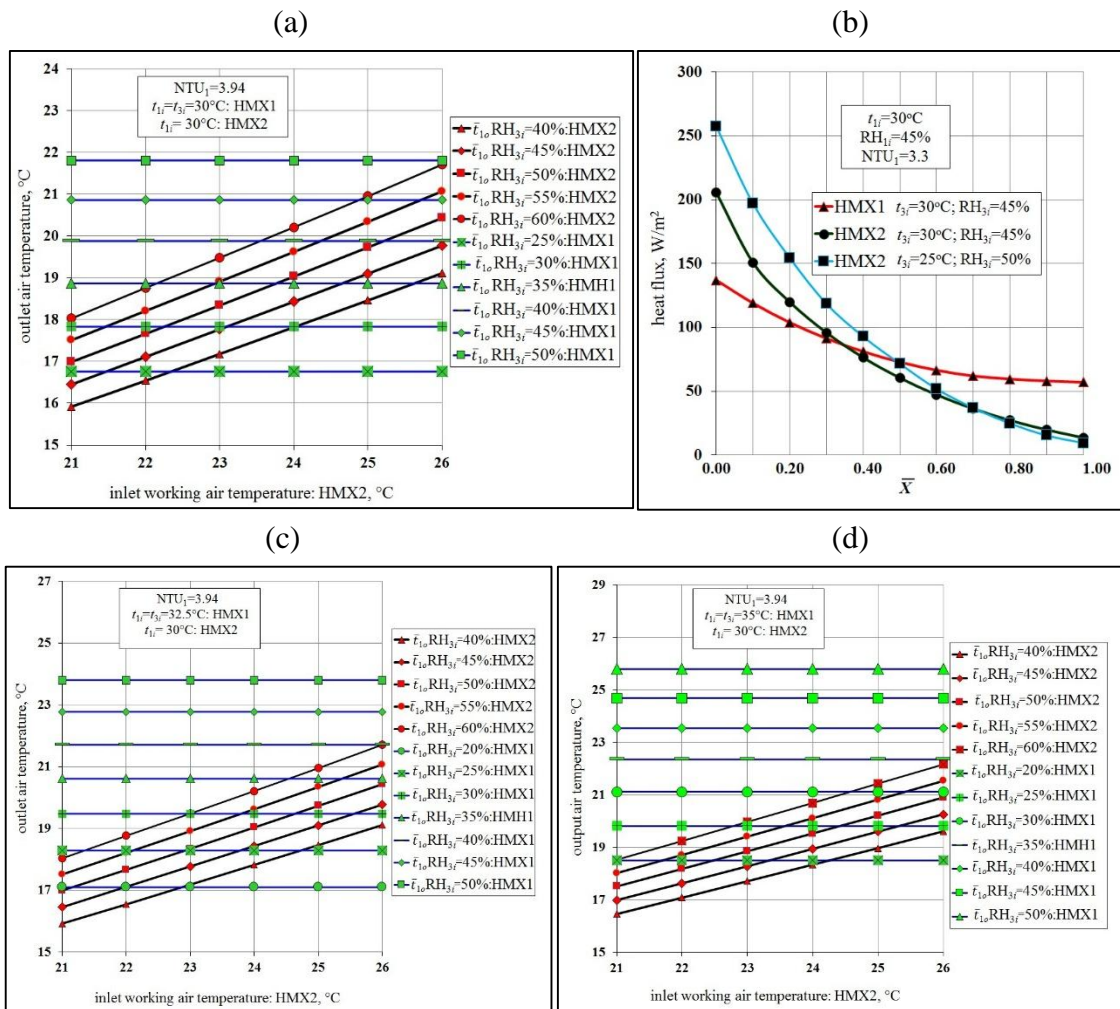 (a)
24
23
22
21
20
19
18
17
16
15
outlet air temperature, °C
NTU₁=3.94
t₁ᵢ=t₃ᵢ=30°C: HMX1
t₁ᵢ= 30°C: HMX2
t̄₁ₒ RH₃ᵢ=40%:HMX2
t̄₁ₒ RH₃ᵢ=45%:HMX2
t̄₁ₒ RH₃ᵢ=50%:HMX2
t̄₁ₒ RH₃ᵢ=55%:HMX2
t̄₁ₒ RH₃ᵢ=60%:HMX2
t̄₁ₒ RH₃ᵢ=25%:HMX1
t̄₁ₒ RH₃ᵢ=30%:HMX1
t̄₁ₒ RH₃ᵢ=35%:HMH1
t̄₁ₒ RH₃ᵢ=40%:HMX1
t̄₁ₒ RH₃ᵢ=45%:HMX1
t̄₁ₒ RH₃ᵢ=50%:HMX1
21 22 23 24 25 26
inlet working air temperature: HMX2, °C
(b)
300
250
200
150
100
50
0
heat flux, W/m²
t₁ᵢ=30°C
RH₁ᵢ=45%
NTU₁=3.3
HMX1 t₃ᵢ=30°C; RH₃ᵢ=45%
HMX2 t₃ᵢ=30°C; RH₃ᵢ=45%
HMX2 t₃ᵢ=25°C; RH₃ᵢ=50%
0.00 0.20 0.40 0.60 0.80 1.00
X̄
(c)
27
25
23
21
19
17
15
outlet air temperature, °C
NTU₁=3.94
t₁ᵢ=t₃ᵢ=32.5°C: HMX1
t₁ᵢ= 30°C: HMX2
t̄₁ₒRH₃ᵢ=40%:HMX2
t̄₁ₒRH₃ᵢ=45%:HMX2
t̄₁ₒRH₃ᵢ=50%:HMX2
t̄₁ₒRH₃ᵢ=55%:HMX2
t̄₁ₒRH₃ᵢ=60%:HMX2
t̄₁ₒRH₃ᵢ=20%:HMX1
t̄₁ₒRH₃ᵢ=25%:HMX1
t̄₁ₒRH₃ᵢ=30%:HMX1
t̄₁ₒRH₃ᵢ=35%:HMH1
t̄₁ₒRH₃ᵢ=40%:HMX1
t̄₁ₒRH₃ᵢ=45%:HMX1
t̄₁ₒRH₃ᵢ=50%:HMX1
21 22 23 24 25 26
inlet working air temperature: HMX2, °C
(d)
29
27
25
23
21
19
17
15
output air temperature, °C
NTU₁=3.94
t₁ᵢ=t₃ᵢ=35°C: HMX1
t₁ᵢ= 30°C: HMX2
t̄₁ₒRH₃ᵢ=40%:HMX2
t̄₁ₒRH₃ᵢ=45%:HMX2
t̄₁ₒRH₃ᵢ=50%:HMX2
t̄₁ₒRH₃ᵢ=55%:HMX2
t̄₁ₒRH₃ᵢ=60%:HMX2
t̄₁ₒRH₃ᵢ=20%:HMX1
t̄₁ₒRH₃ᵢ=25%:HMX1
t̄₁ₒRH₃ᵢ=30%:HMX1
t̄₁ₒRH₃ᵢ=35%:HMH1
t̄₁ₒRH₃ᵢ=40%:HMX1
t̄₁ₒRH₃ᵢ=45%:HMX1
t̄₁ₒRH₃ᵢ=50%:HMX1
21 22 23 24 25 26
inlet working air temperature: HMX2, °C